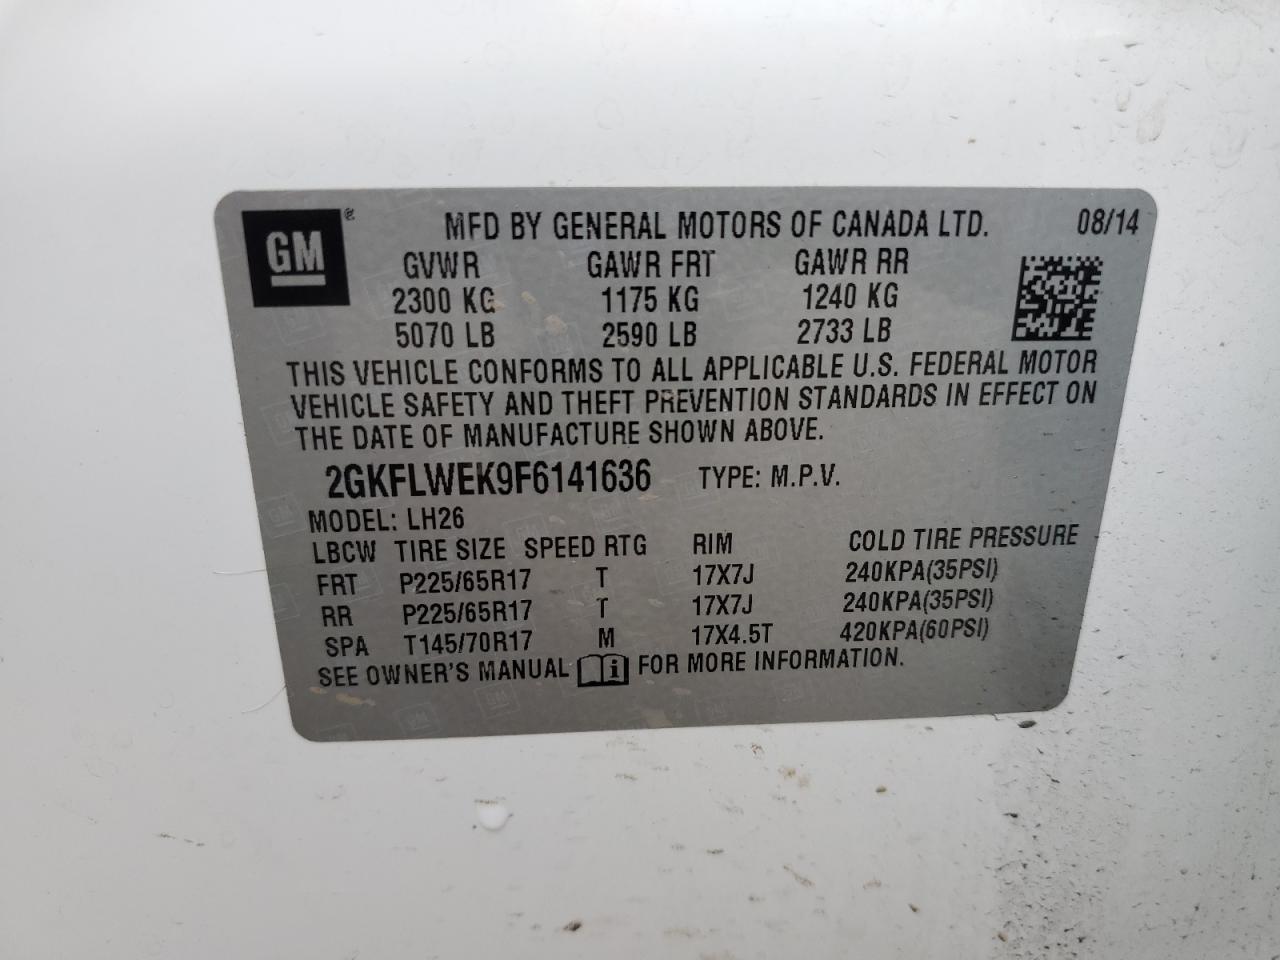 GM ®
MFD BY GENERAL MOTORS OF CANADA LTD. 08/14
GVWR GAWR FRT GAWR RR
2300 KG 1175 KG 1240 KG
5070 LB 2590 LB 2733 LB
THIS VEHICLE CONFORMS TO ALL APPLICABLE U.S. FEDERAL MOTOR
VEHICLE SAFETY AND THEFT PREVENTION STANDARDS IN EFFECT ON
THE DATE OF MANUFACTURE SHOWN ABOVE.
2GKFLWEK9F6141636 TYPE: M.P.V.
MODEL: LH26
LBCW TIRE SIZE SPEED RTG RIM COLD TIRE PRESSURE
FRT P225/65R17 T 17X7J 240KPA(35PSI)
RR P225/65R17 T 17X7J 240KPA(35PSI)
SPA T145/70R17 M 17X4.5T 420KPA(60PSI)
SEE OWNER'S MANUAL i FOR MORE INFORMATION.